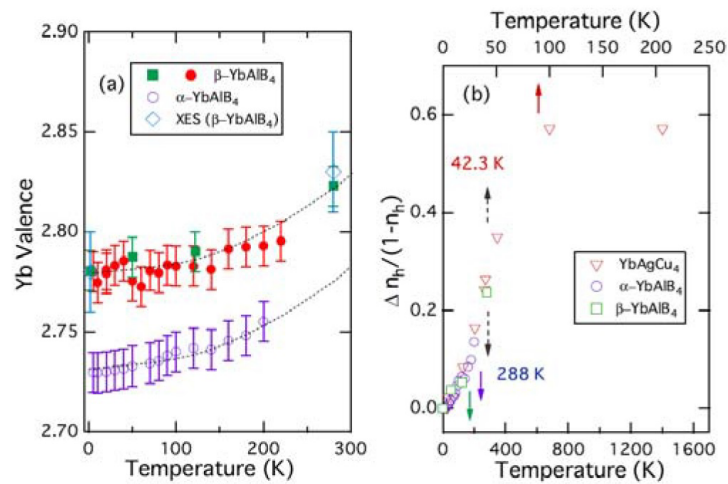 Temperature (K)
0 50 100 150 200 250
(a)
β-YbAlB₄
α-YbAlB₄
XES (β-YbAlB₄)
2.90
2.85
2.80
2.75
2.70
Yb Valence
0 100 200 300
Temperature (K)
(b)
0.6
0.4
0.2
0.0
Δ nₕ/(1-nₕ)
42.3 K
YbAgCu₄
α-YbAlB₄
β-YbAlB₄
288 K
0 400 800 1200 1600
Temperature (K)